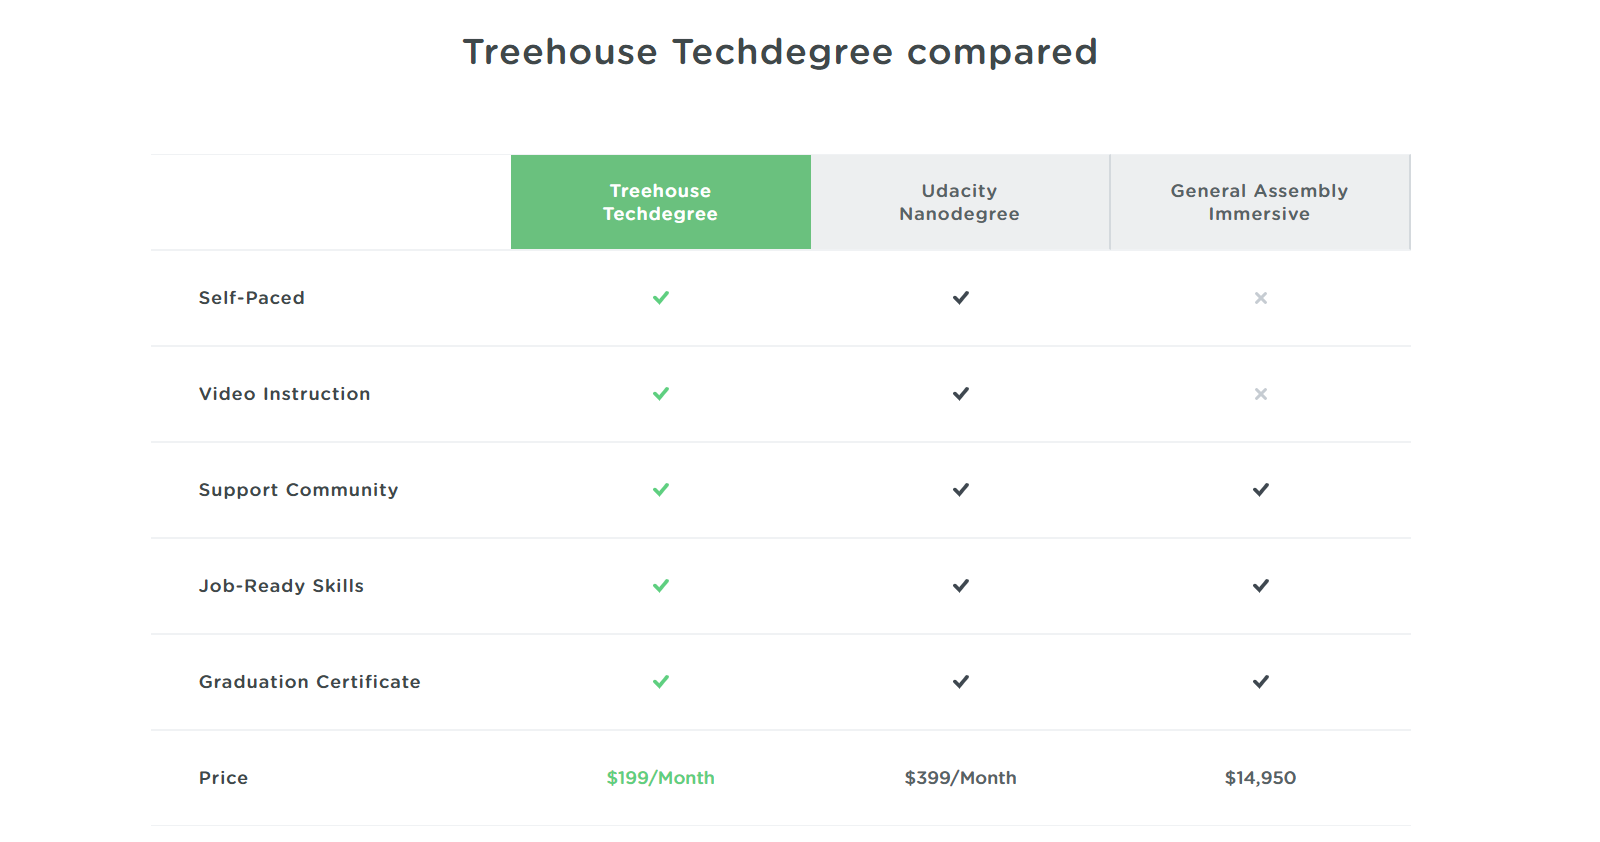 Treehouse Techdegree compared
Treehouse
Techdegree
Udacity
Nanodegree
General Assembly
Immersive
Self-Paced
Video Instruction
Support Community
Job-Ready Skills
Graduation Certificate
Price $199/Month $399/Month $14,950